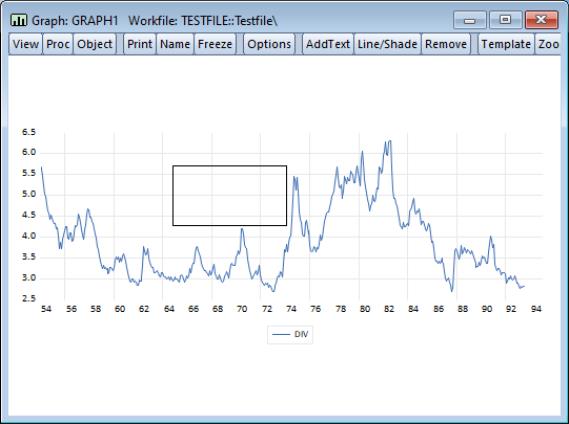 Graph: GRAPH1 Workfile: TESTFILE::Testfile\
View Proc Object Print Name Freeze Options AddText Line/Shade Remove Template Zoo
6.5
6.0
5.5
5.0
4.5
4.0
3.5
3.0
2.5
54 56 58 60 62 64 66 68 70 72 74 76 78 80 82 84 86 88 90 92 94
DIV